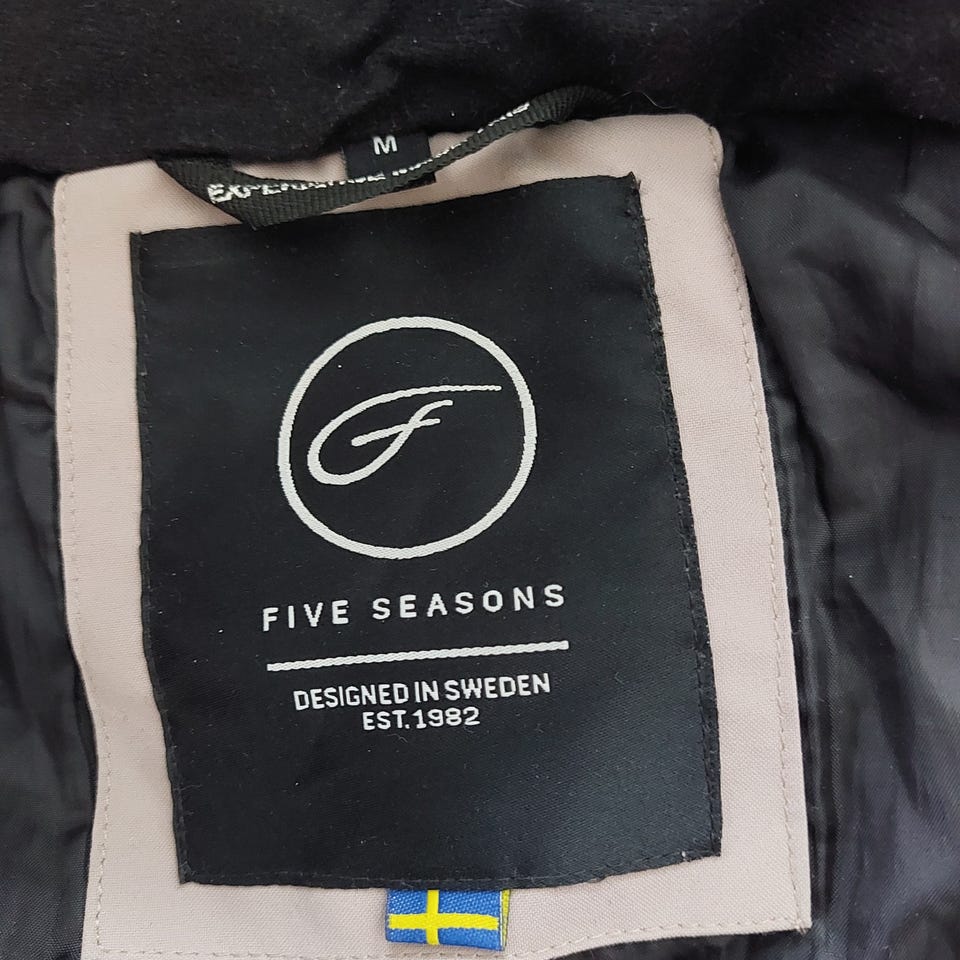 M
FIVE SEASONS
DESIGNED IN SWEDEN
EST.1982